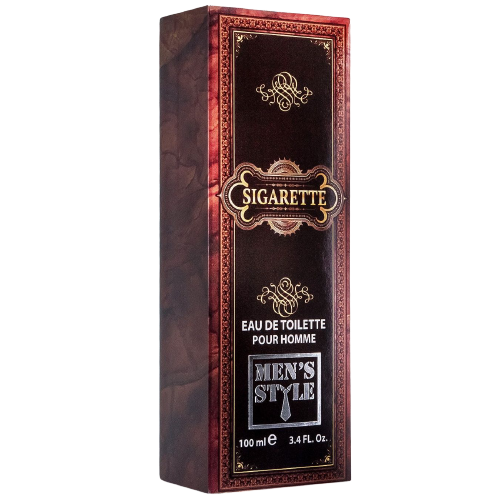 SIGARETTE
EAU DE TOILETTE
POUR HOMME
MEN'S
STYLE
100 ml e 3.4 FL. Oz.